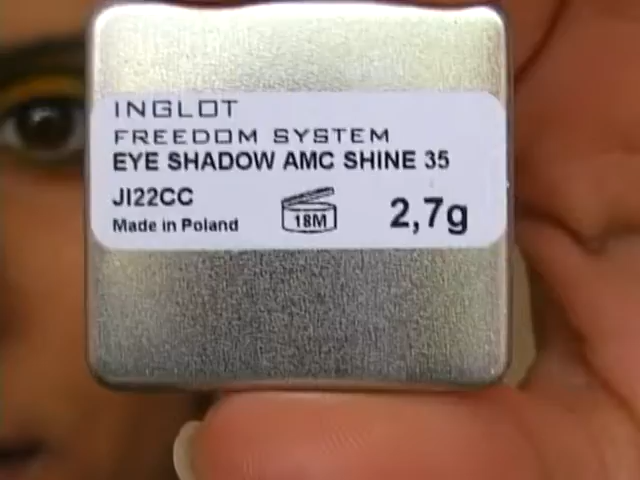 INGLOT
FREEDOM SYSTEM
EYE SHADOW AMC SHINE 35
JI22CC
Made in Poland
18M
2,7g